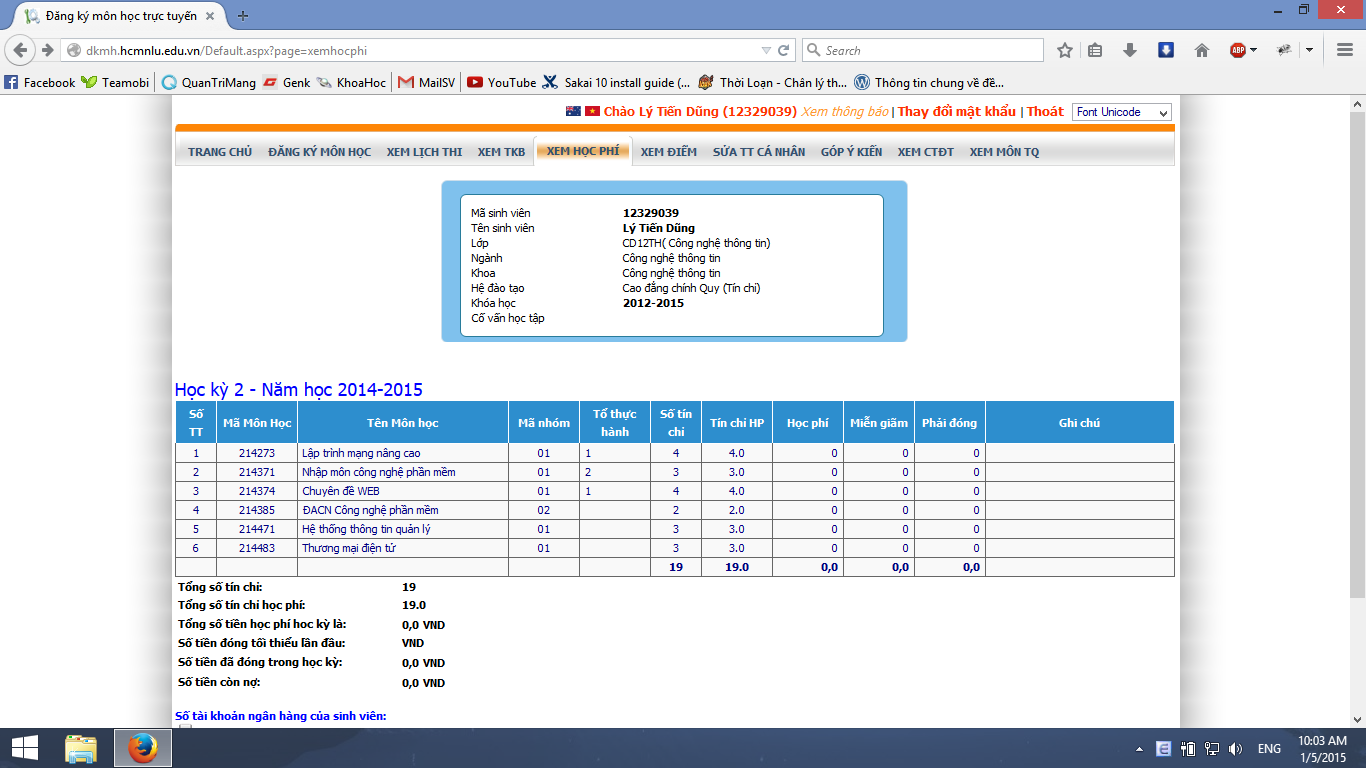 Đăng ký môn học trực tuyến
dkmh.hcmnlu.edu.vn/Default.aspx?page=xemhocphi
Search
ABP
Facebook Teamobi QuanTriMang Genk KhoaHoc MailSV YouTube Sakai 10 install guide (... Thời Loạn - Chân lý th... Thông tin chung về đề...
Chào Lý Tiến Dũng (12329039) Xem thông báo | Thay đổi mật khẩu | Thoát Font Unicode
TRANG CHỦ ĐĂNG KÝ MÔN HỌC XEM LỊCH THI XEM TKB XEM HỌC PHÍ XEM ĐIỂM SỬA TT CÁ NHÂN GÓP Ý KIẾN XEM CTĐT XEM MÔN TQ
Mã sinh viên 12329039
Tên sinh viên Lý Tiến Dũng
Lớp CD12TH( Công nghệ thông tin)
Ngành Công nghệ thông tin
Khoa Công nghệ thông tin
Hệ đào tạo Cao đẳng chính Quy (Tín chỉ)
Khóa học 2012-2015
Cố vấn học tập
Học kỳ 2 - Năm học 2014-2015
Số TT Mã Môn Học Tên Môn học Mã nhóm Tổ thực hành Số tín chỉ Tín chỉ HP Học phí Miễn giãm Phải đóng Ghi chú
1 214273 Lập trình mạng nâng cao 01 1 4 4.0 0 0 0
2 214371 Nhập môn công nghệ phần mềm 01 2 3 3.0 0 0 0
3 214374 Chuyên đề WEB 01 1 4 4.0 0 0 0
4 214385 ĐACN Công nghệ phần mềm 02 2 2.0 0 0 0
5 214471 Hệ thống thông tin quản lý 01 3 3.0 0 0 0
6 214483 Thương mại điện tử 01 3 3.0 0 0 0
19 19.0 0,0 0,0 0,0
Tổng số tín chỉ: 19
Tổng số tín chỉ học phí: 19.0
Tổng số tiền học phí học kỳ là: 0,0 VND
Số tiền đóng tối thiểu lần đầu: VND
Số tiền đã đóng trong học kỳ: 0,0 VND
Số tiền còn nợ: 0,0 VND
Số tài khoản ngân hàng của sinh viên:
ENG
10:03 AM
1/5/2015